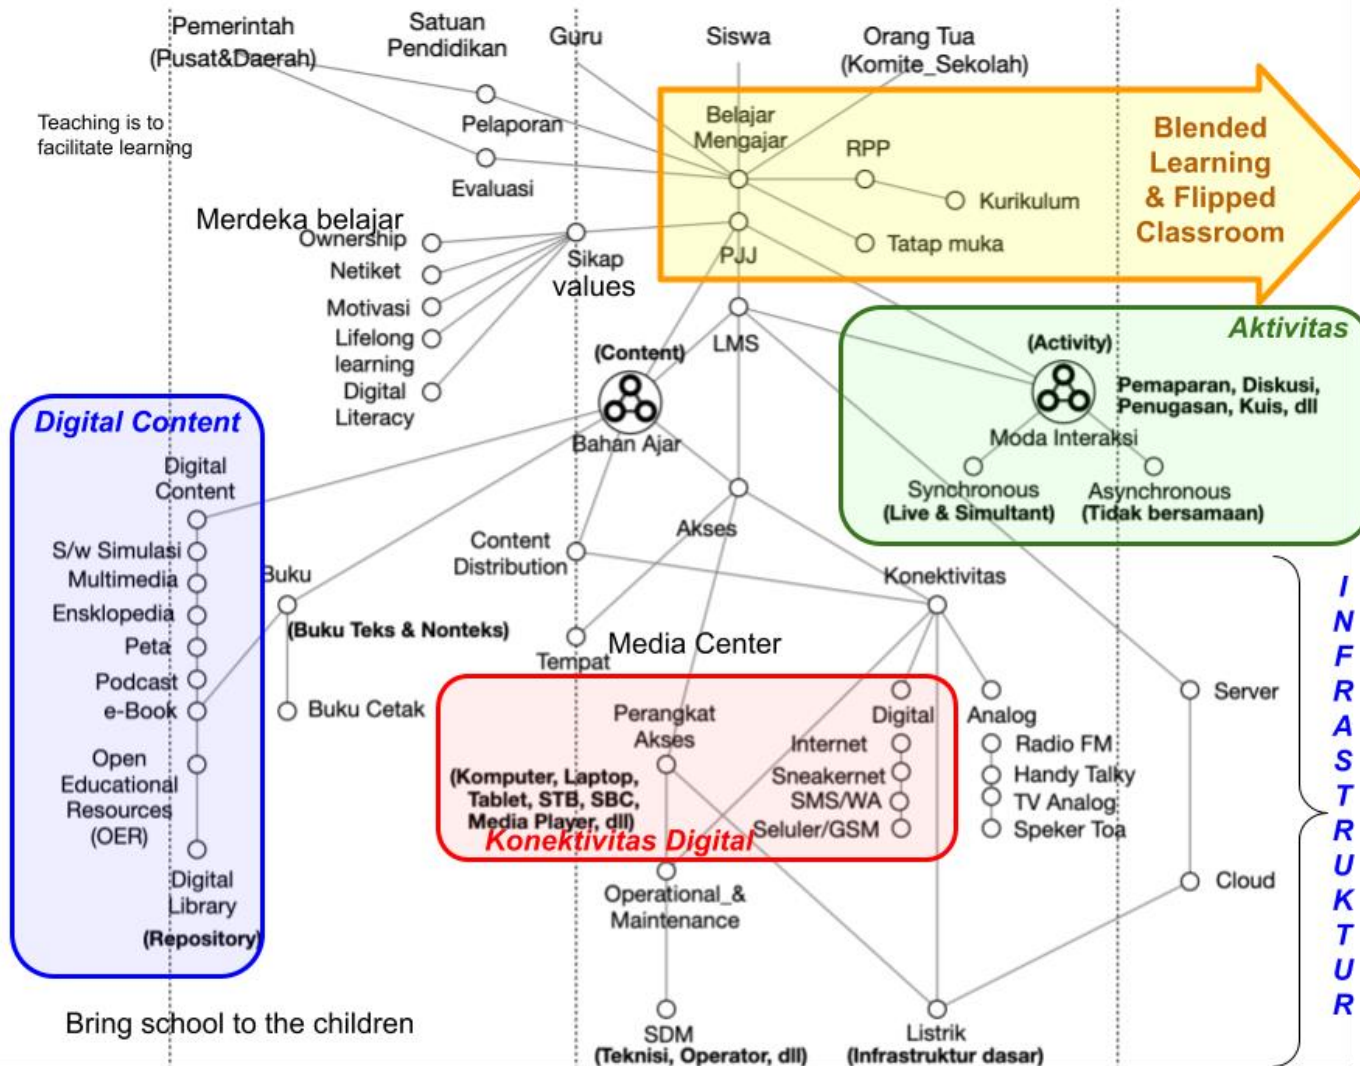 Pemerintah
(Pusat&Daerah)
Satuan
Pendidikan
Guru
Siswa
Orang Tua
(Komite_Sekolah)
Teaching is to
facilitate learning
Pelaporan
Evaluasi
Belajar
Mengajar
RPP
Kurikulum
Tatap muka
PJJ
Blended
Learning
& Flipped
Classroom
Merdeka belajar
Ownership
Netiket
Motivasi
Lifelong
learning
Digital
Literacy
Sikap
values
LMS
(Content)
Bahan Ajar
Aktivitas
(Activity)
Pemaparan, Diskusi,
Penugasan, Kuis, dll
Moda Interaksi
Synchronous
(Live & Simultant)
Asynchronous
(Tidak bersamaan)
Digital Content
Digital
Content
S/w Simulasi
Multimedia
Ensklopedia
Peta
Podcast
e-Book
Open
Educational
Resources
(OER)
Digital
Library
(Repository)
Buku
(Buku Teks & Nonteks)
Buku Cetak
Content
Distribution
Akses
Tempat
Media Center
Konektivitas
Perangkat
Akses
(Komputer, Laptop,
Tablet, STB, SBC,
Media Player, dll)
Konektivitas Digital
Digital
Internet
Sneakernet
SMS/WA
Seluler/GSM
Analog
Radio FM
Handy Talky
TV Analog
Speker Toa
Server
Cloud
INFRASTRUKTUR
Operational_&
Maintenance
SDM
(Teknisi, Operator, dll)
Listrik
(Infrastruktur dasar)
Bring school to the children